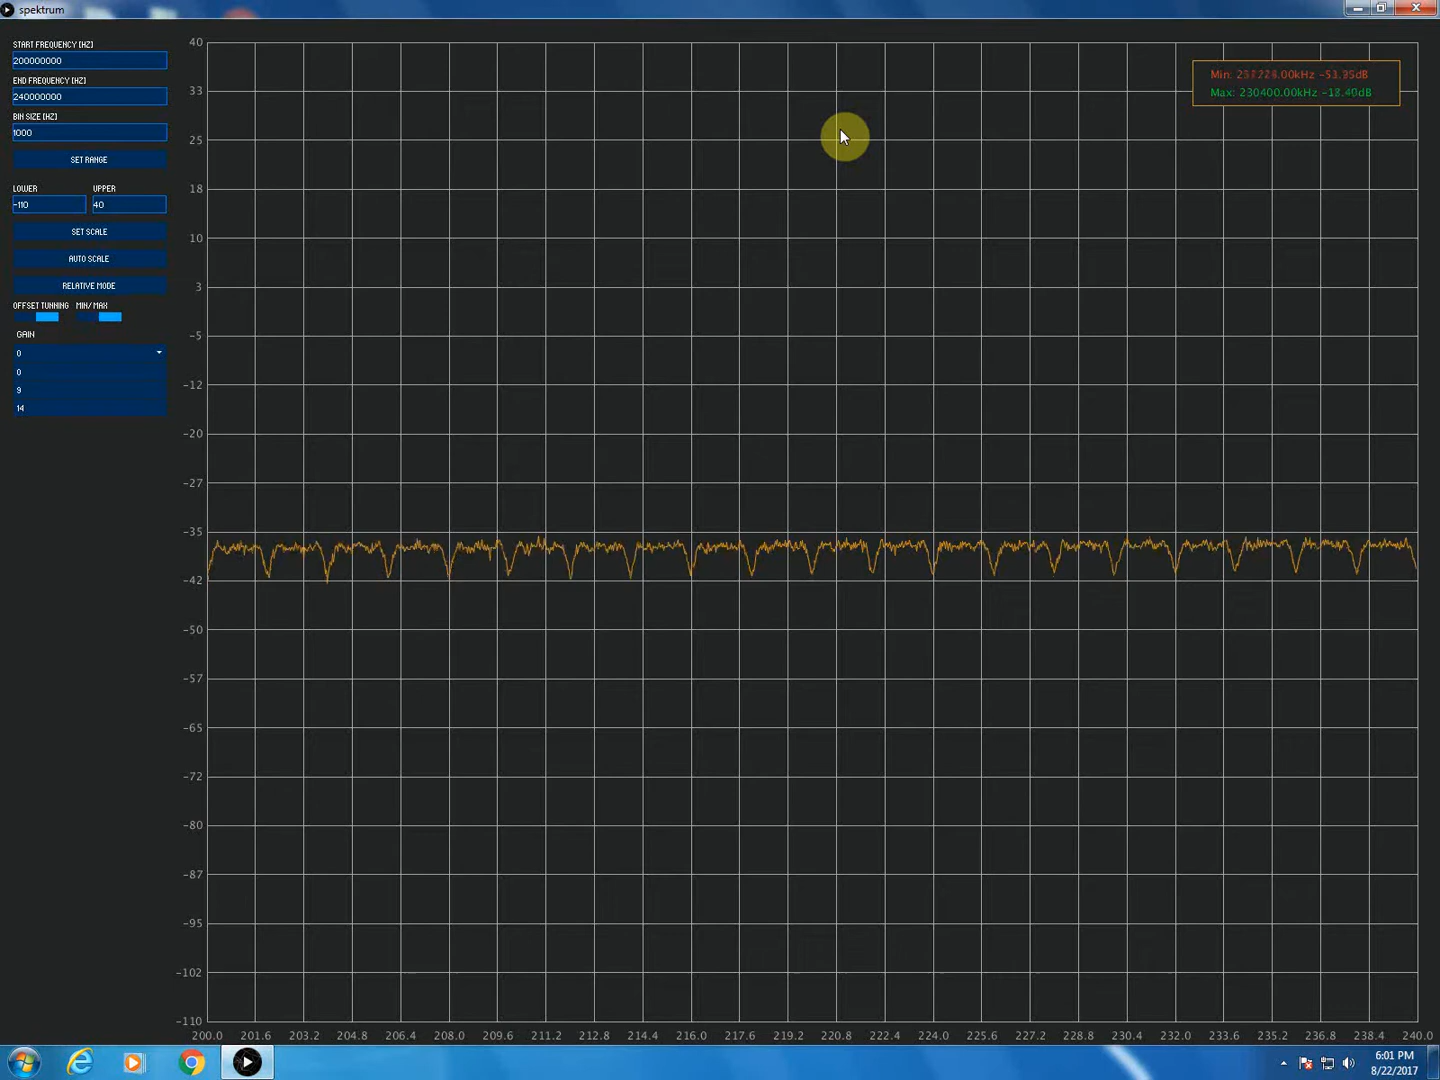 spektrum
START FREQUENCY [HZ]
200000000
END FREQUENCY [HZ]
240000000
BIN SIZE [HZ]
1000
SET RANGE
LOWER UPPER
-110 40
SET SCALE
AUTO SCALE
RELATIVE MODE
OFFSET TUNNING MIN/MAX
GAIN
0
0
9
14
40
33
25
18
10
3
-5
-12
-20
-27
-35
-42
-50
-57
-65
-72
-80
-87
-95
-102
-110
Min:
Max: 230400.00kHz -18.40dB
200.0 201.6 203.2 204.8 206.4 208.0 209.6 211.2 212.8 214.4 216.0 217.6 219.2 220.8 222.4 224.0 225.6 227.2 228.8 230.4 232.0 233.6 235.2 236.8 238.4 240.0
6:01 PM
8/22/2017